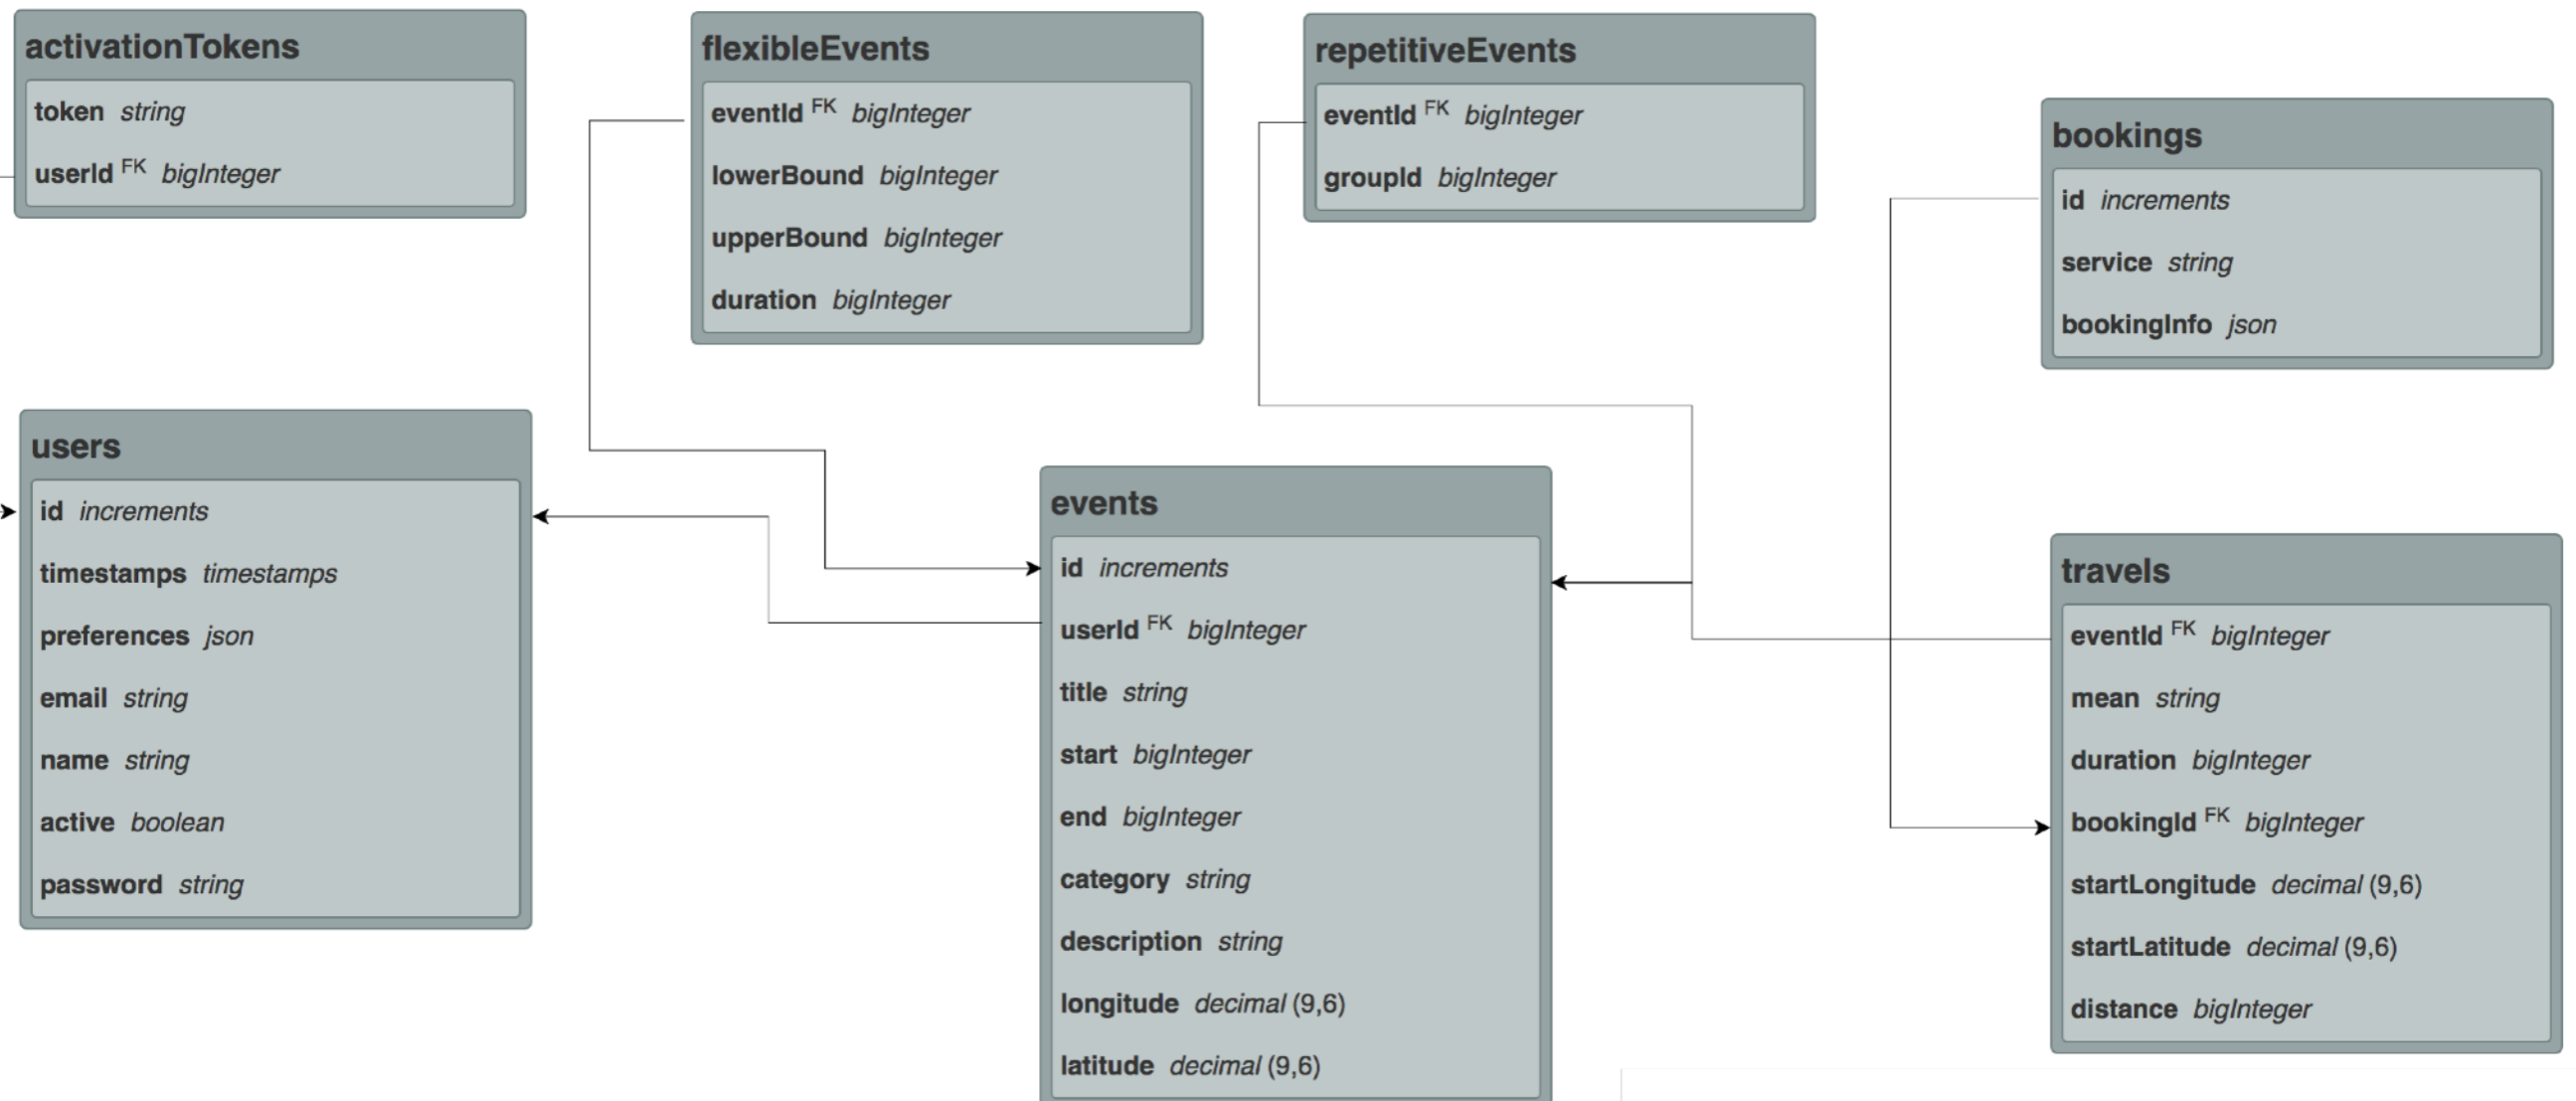 activationTokens
token string
userId FK bigInteger
flexibleEvents
eventId FK bigInteger
lowerBound bigInteger
upperBound bigInteger
duration bigInteger
repetitiveEvents
eventId FK bigInteger
groupId bigInteger
bookings
id increments
service string
bookingInfo json
users
id increments
timestamps timestamps
preferences json
email string
name string
active boolean
password string
events
id increments
userId FK bigInteger
title string
start bigInteger
end bigInteger
category string
description string
longitude decimal (9,6)
latitude decimal (9,6)
travels
eventId FK bigInteger
mean string
duration bigInteger
bookingId FK bigInteger
startLongitude decimal (9,6)
startLatitude decimal (9,6)
distance bigInteger